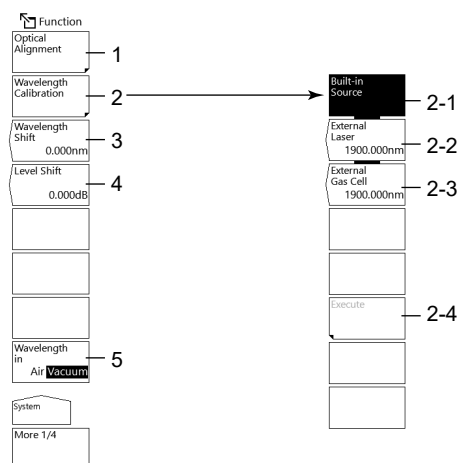 Function
Optical
Alignment
1
Wavelength
Calibration
2
Wavelength
Shift
0.000nm
3
Level Shift
0.000dB
4
Wavelength
in
Air Vacuum
5
System
More 1/4
Built-in
Source
2-1
External
Laser
1900.000nm
2-2
External
Gas Cell
1900.000nm
2-3
Execute
2-4